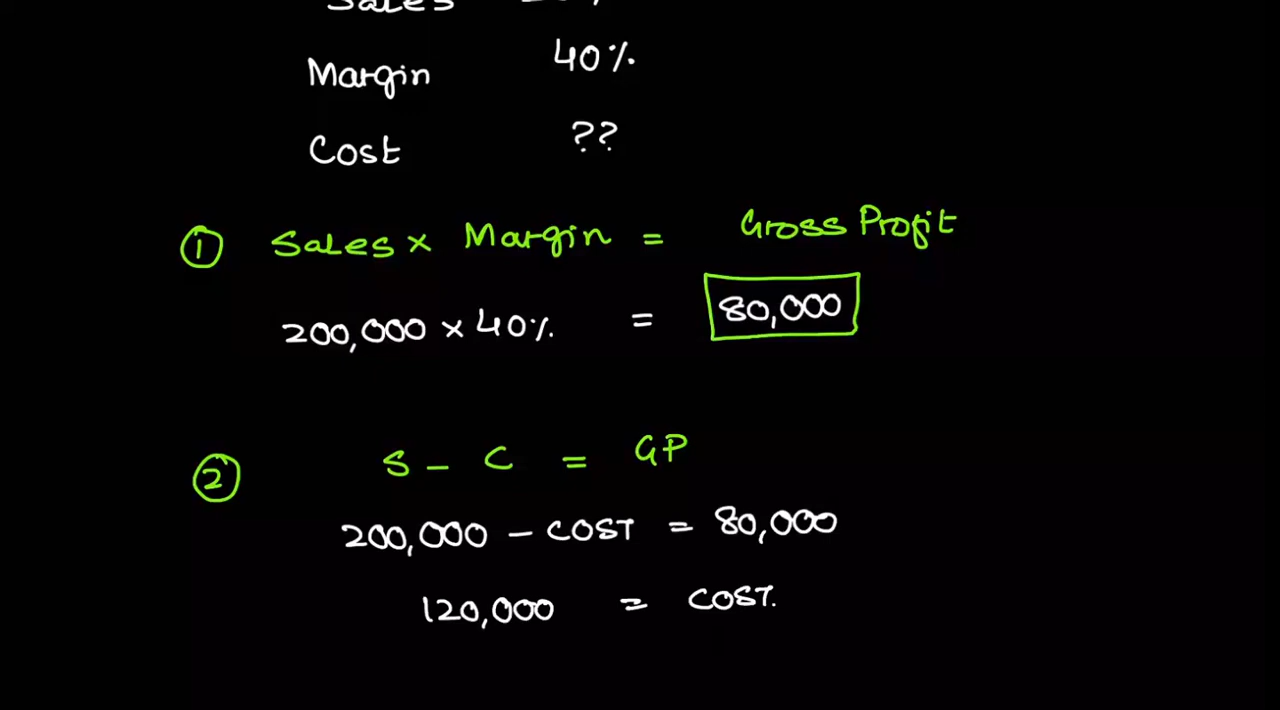 Sales
Margin 40%
Cost ??
① Sales × Margin = Gross Profit
200,000 × 40% = 80,000
② S - C = GP
200,000 - COST = 80,000
120,000 = COST.